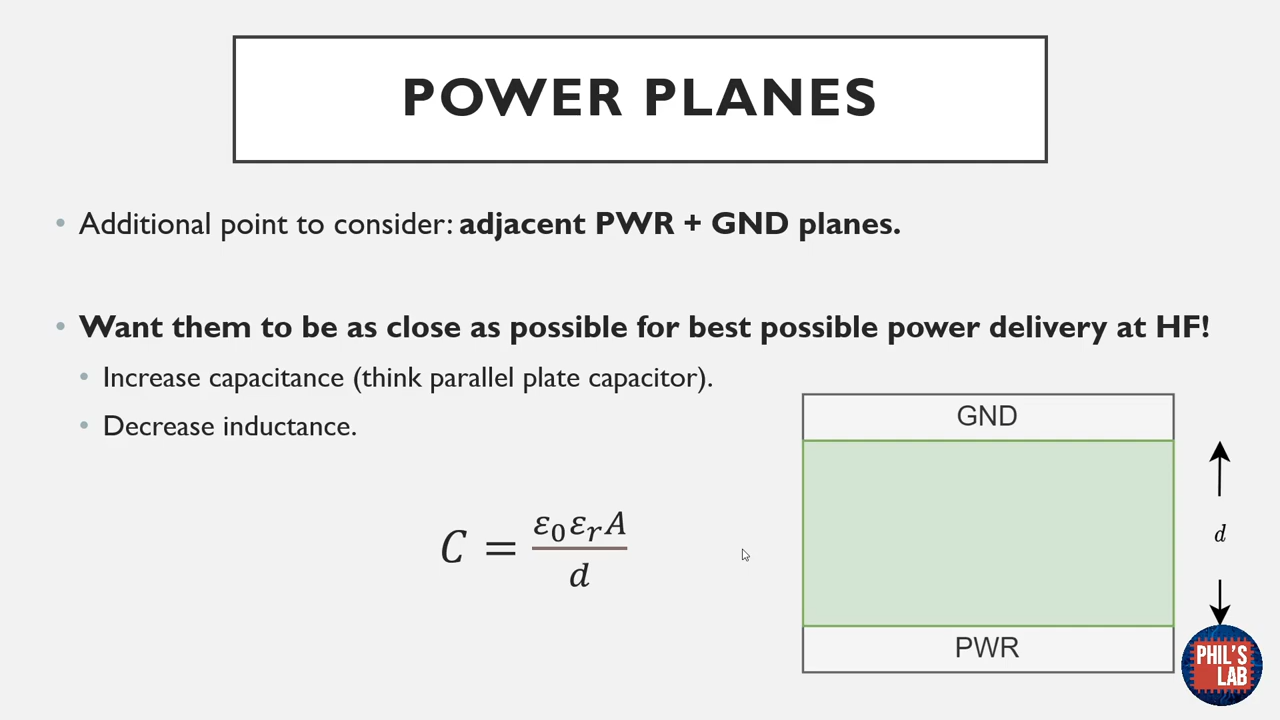 POWER PLANES
• Additional point to consider: adjacent PWR + GND planes.
• Want them to be as close as possible for best possible power delivery at HF!
• Increase capacitance (think parallel plate capacitor).
• Decrease inductance.
GND
C = ε₀εᵣA / d
d
PWR
PHIL'S
LAB